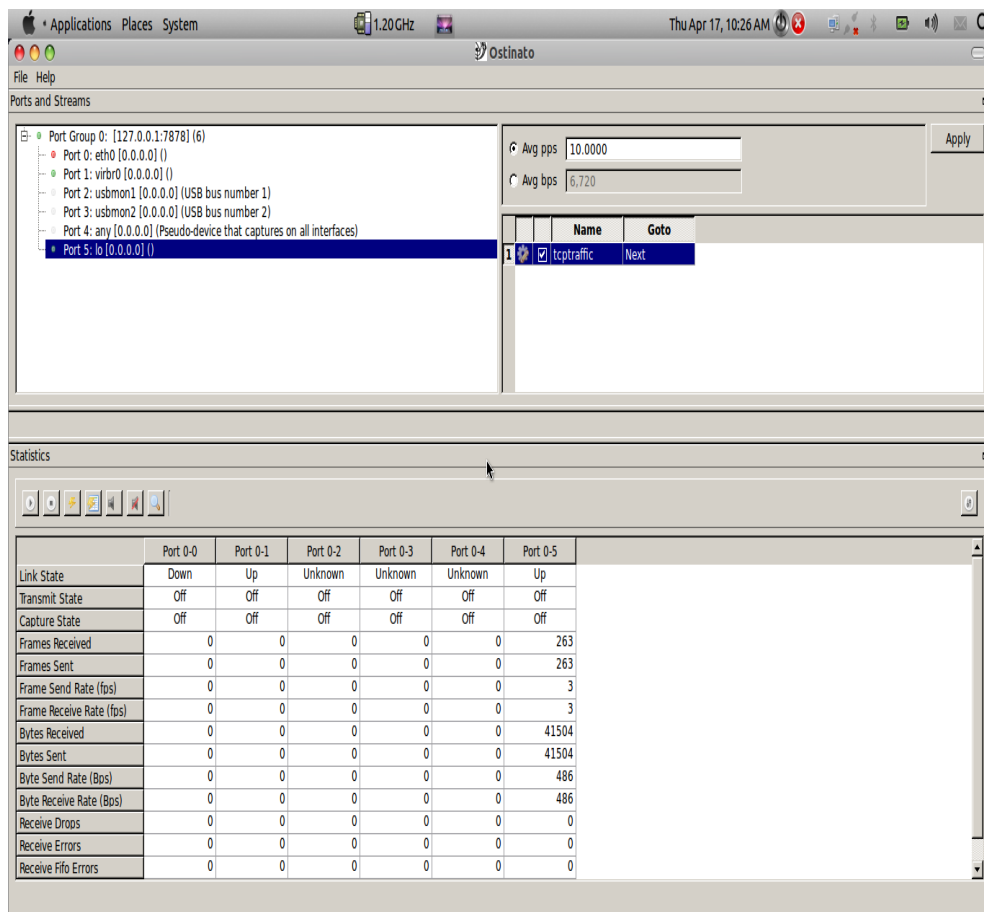 Applications Places System 1.20 GHz Thu Apr 17, 10:26 AM
Ostinato
File Help
Ports and Streams
Port Group 0: [127.0.0.1:7878] (6)
Port 0: eth0 [0.0.0.0] ()
Port 1: virbr0 [0.0.0.0] ()
Port 2: usbmon1 [0.0.0.0] (USB bus number 1)
Port 3: usbmon2 [0.0.0.0] (USB bus number 2)
Port 4: any [0.0.0.0] (Pseudo-device that captures on all interfaces)
Port 5: lo [0.0.0.0] ()
Avg pps 10.0000
Apply
Avg bps 6,720
Name Goto
1 tcptraffic Next
Statistics
Port 0-0 Port 0-1 Port 0-2 Port 0-3 Port 0-4 Port 0-5
Link State Down Up Unknown Unknown Unknown Up
Transmit State Off Off Off Off Off Off
Capture State Off Off Off Off Off Off
Frames Received 0 0 0 0 0 263
Frames Sent 0 0 0 0 0 263
Frame Send Rate (fps) 0 0 0 0 0 3
Frame Receive Rate (fps) 0 0 0 0 0 3
Bytes Received 0 0 0 0 0 41504
Bytes Sent 0 0 0 0 0 41504
Byte Send Rate (Bps) 0 0 0 0 0 486
Byte Receive Rate (Bps) 0 0 0 0 0 486
Receive Drops 0 0 0 0 0 0
Receive Errors 0 0 0 0 0 0
Receive Fifo Errors 0 0 0 0 0 0